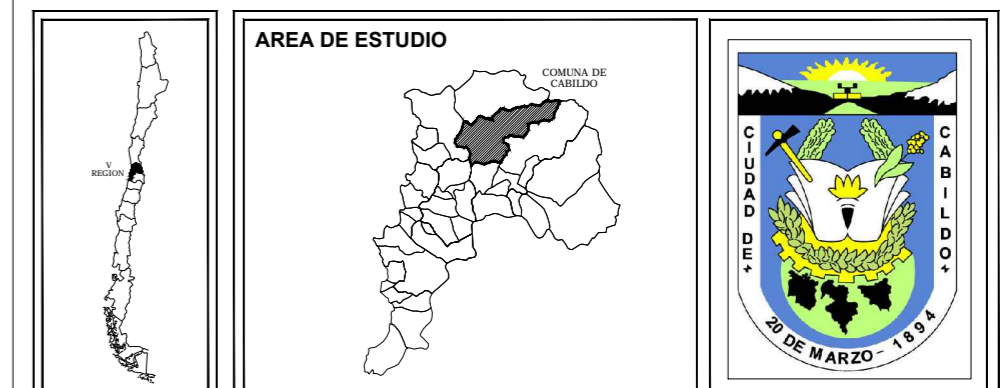 V
REGION
AREA DE ESTUDIO
COMUNA DE
CABILDO
CIUDAD DE
CABILDO
20 DE MARZO - 1894